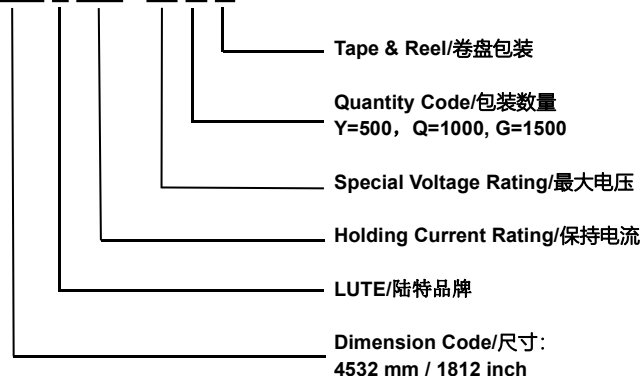 Tape & Reel/卷盘包装
Quantity Code/包装数量
Y=500，Q=1000, G=1500
Special Voltage Rating/最大电压
Holding Current Rating/保持电流
LUTE/陆特品牌
Dimension Code/尺寸：
4532 mm / 1812 inch